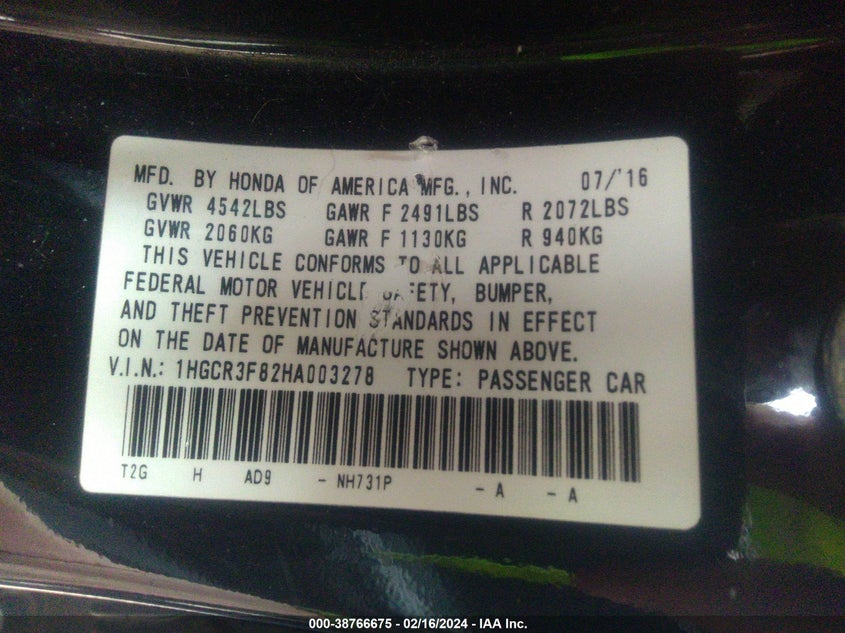 MFD. BY HONDA OF AMERICA MFG., INC. 07/'16
GVWR 4542LBS GAWR F 2491LBS R 2072LBS
GVWR 2060KG GAWR F 1130KG R 940KG
THIS VEHICLE CONFORMS TO ALL APPLICABLE
FEDERAL MOTOR VEHICLE SAFETY, BUMPER,
AND THEFT PREVENTION STANDARDS IN EFFECT
ON THE DATE OF MANUFACTURE SHOWN ABOVE.
V.I.N.: 1HGCR3F82HA003278 TYPE: PASSENGER CAR
T2G H AD9 - NH731P - A - A
000-38766675 - 02/16/2024 - IAA Inc.